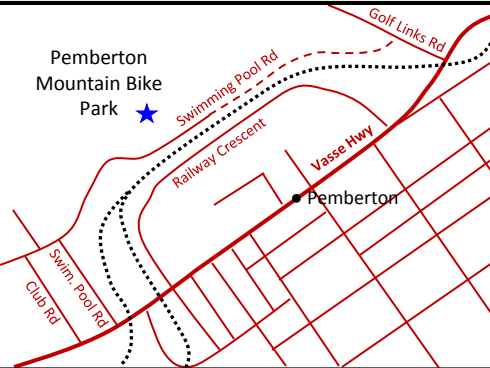 Golf Links Rd
Pemberton
Mountain Bike
Park
Swimming Pool Rd
Railway Crescent
Vasse Hwy
Pemberton
Swim. Pool Rd
Club Rd